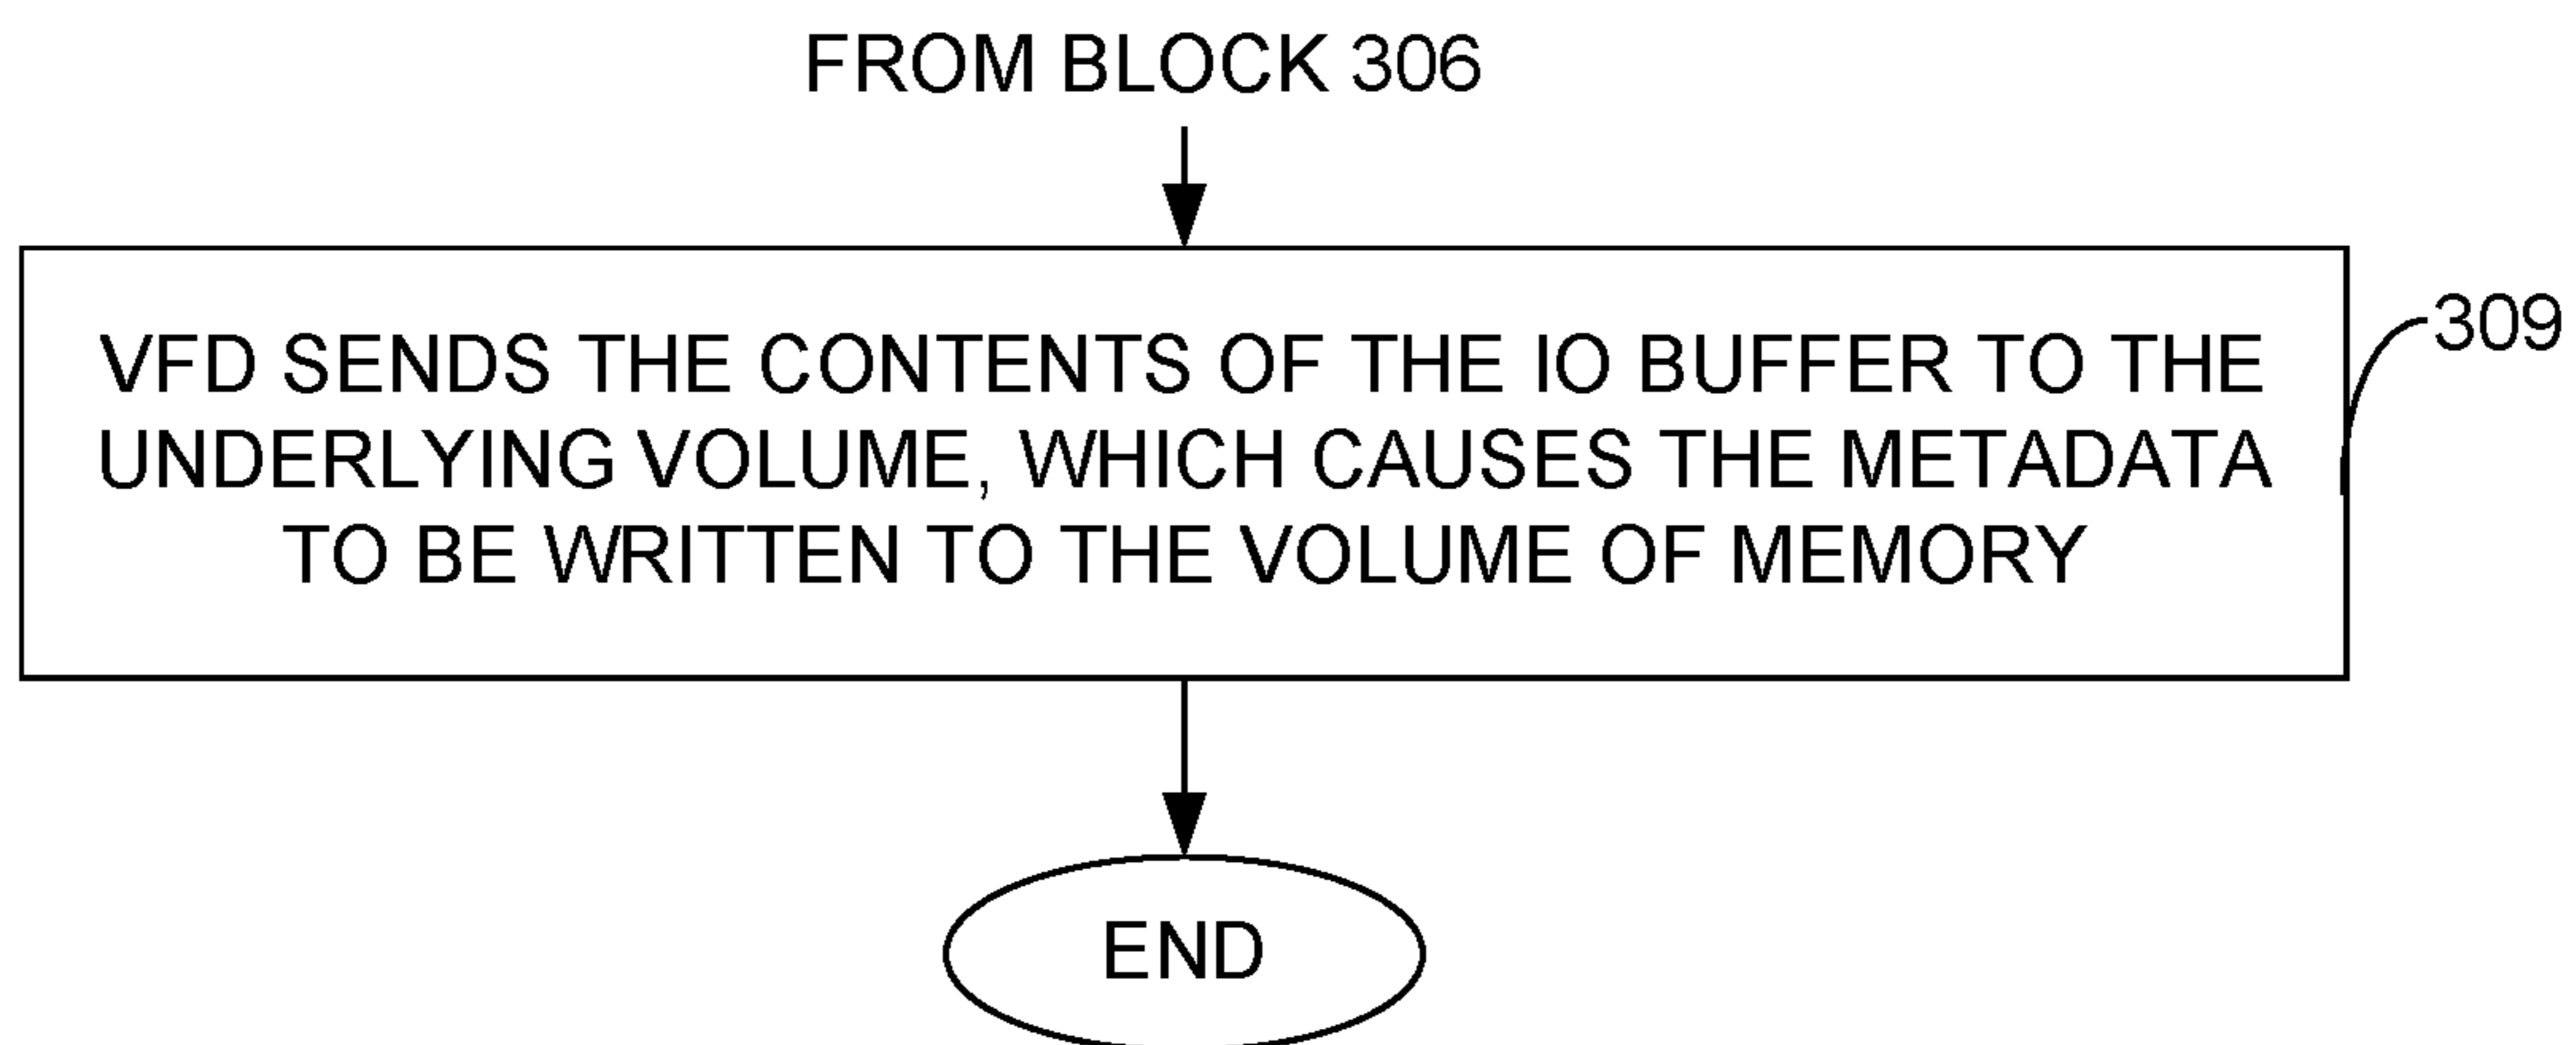 FROM BLOCK 306
VFD SENDS THE CONTENTS OF THE IO BUFFER TO THE
UNDERLYING VOLUME, WHICH CAUSES THE METADATA
TO BE WRITTEN TO THE VOLUME OF MEMORY
309
END